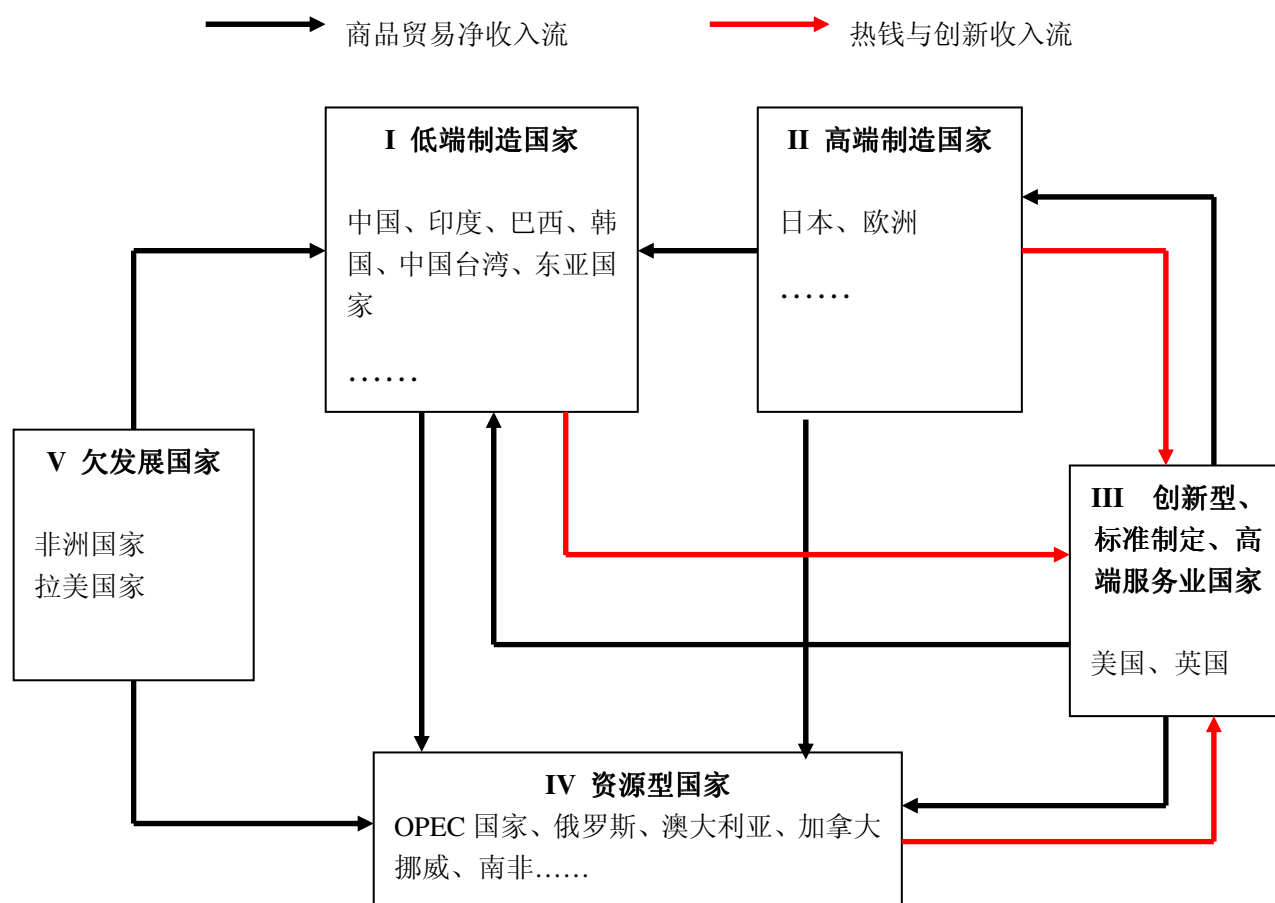 商品贸易净收入流
热钱与创新收入流
I 低端制造国家
中国、印度、巴西、韩
国、中国台湾、东亚国
家
……
II 高端制造国家
日本、欧洲
……
V 欠发展国家
非洲国家
拉美国家
III 创新型、
标准制定、高
端服务业国家
美国、英国
IV 资源型国家
OPEC 国家、俄罗斯、澳大利亚、加拿大
挪威、南非……